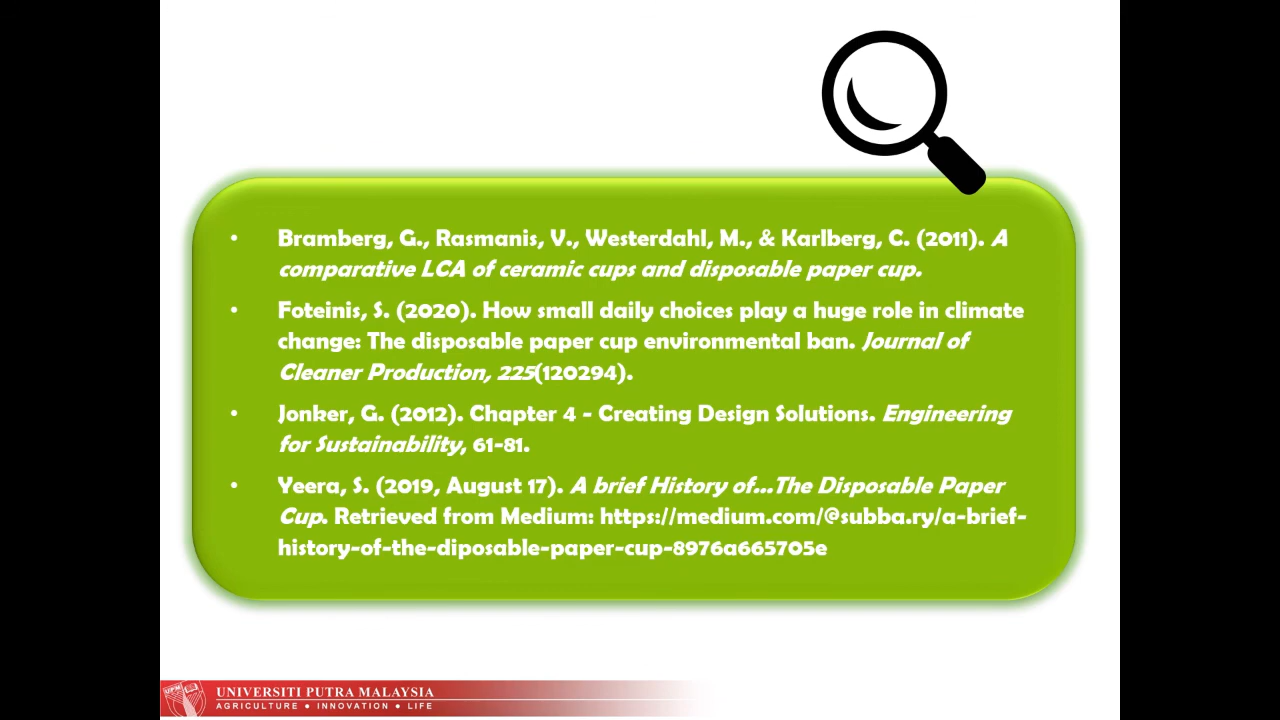 • Bramberg, G., Rasmanis, V., Westerdahl, M., & Karlberg, C. (2011). A
comparative LCA of ceramic cups and disposable paper cup.
• Foteinis, S. (2020). How small daily choices play a huge role in climate
change: The disposable paper cup environmental ban. Journal of
Cleaner Production, 225(120294).
• Jonker, G. (2012). Chapter 4 - Creating Design Solutions. Engineering
for Sustainability, 61-81.
• Yeera, S. (2019, August 17). A brief History of...The Disposable Paper
Cup. Retrieved from Medium: https://medium.com/@subba.ry/a-brief-
history-of-the-diposable-paper-cup-8976a665705e
UPM
UNIVERSITI PUTRA MALAYSIA
AGRICULTURE • INNOVATION • LIFE